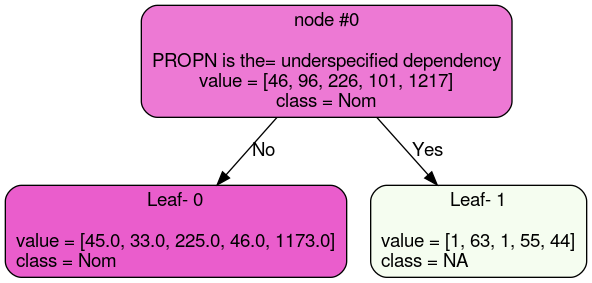 node #0
PROPN is the= underspecified dependency
value = [46, 96, 226, 101, 1217]
class = Nom
No
Yes
Leaf- 0
value = [45.0, 33.0, 225.0, 46.0, 1173.0]
class = Nom
Leaf- 1
value = [1, 63, 1, 55, 44]
class = NA